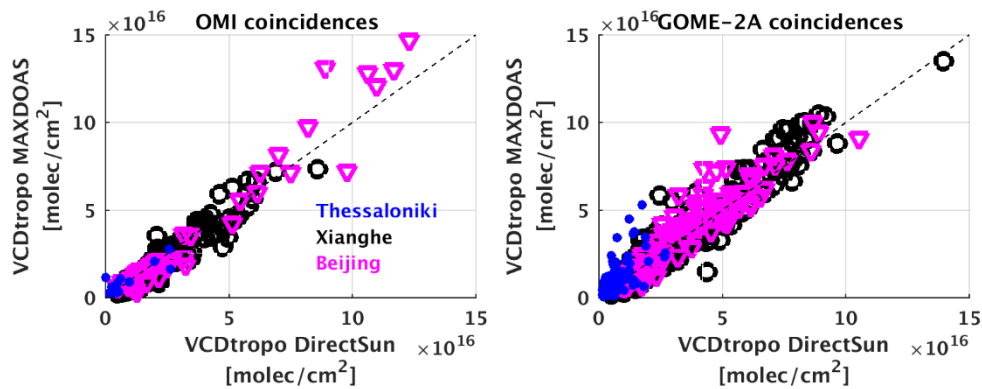 ×10¹⁶ OMI coincidences
15
10
5
0
VCDtropo MAXDOAS
[molec/cm²]
Thessaloniki
Xianghe
Beijing
0 5 10 15
VCDtropo DirectSun ×10¹⁶
[molec/cm²]
×10¹⁶ GOME-2A coincidences
15
10
5
0
VCDtropo MAXDOAS
[molec/cm²]
0 5 10 15
VCDtropo DirectSun ×10¹⁶
[molec/cm²]